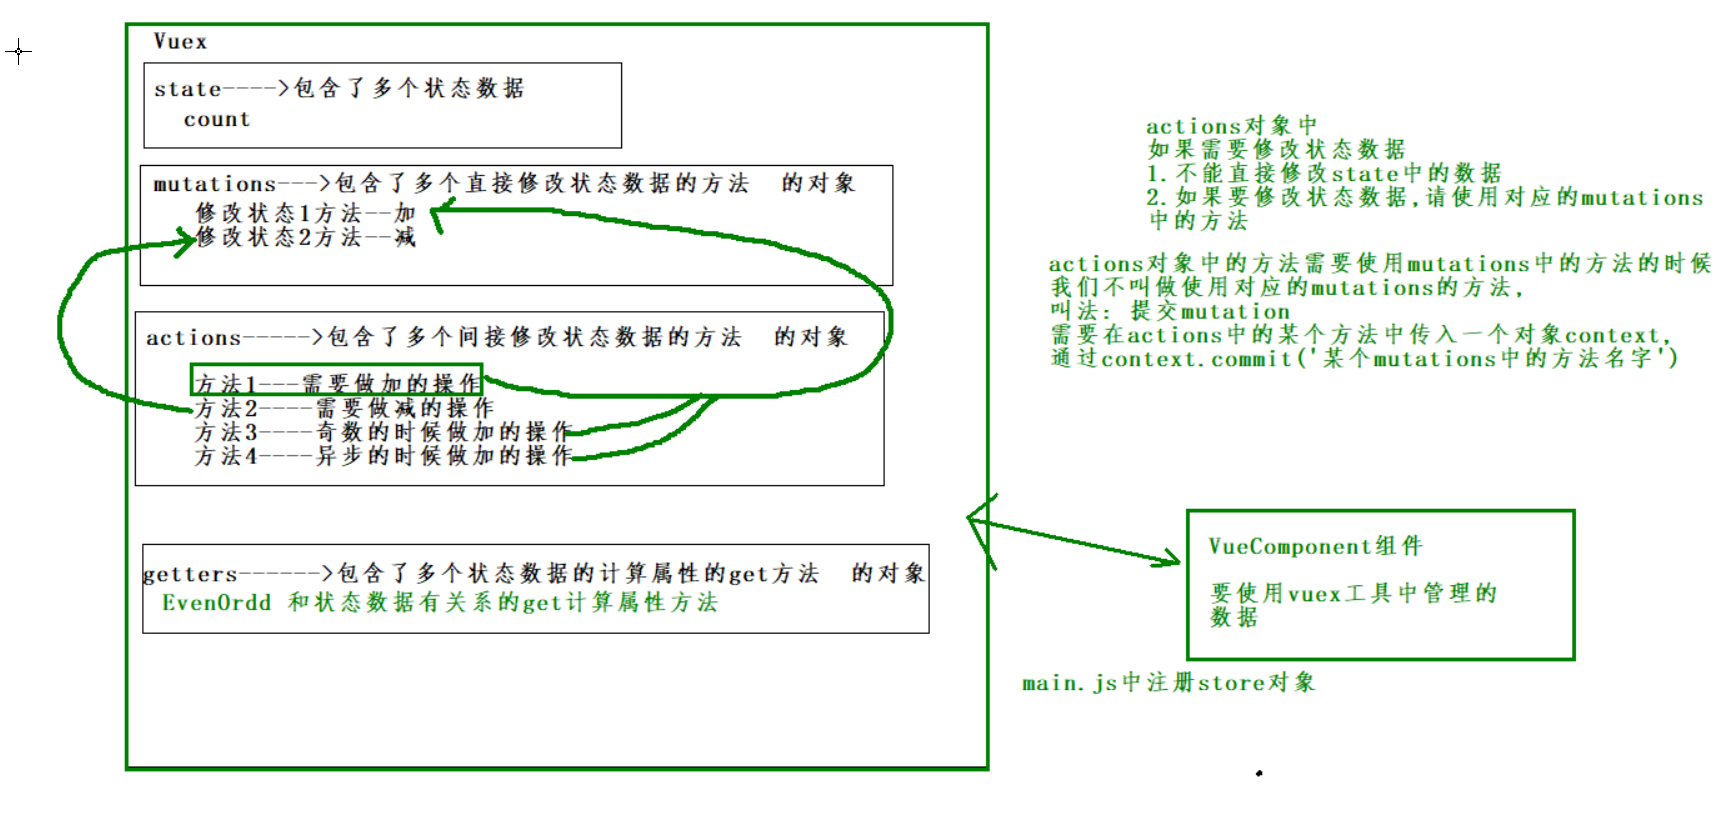 Vuex
state---->包含了多个状态数据
count
mutations--->包含了多个直接修改状态数据的方法 的对象
修改状态1方法--加
修改状态2方法--减
actions----->包含了多个间接修改状态数据的方法 的对象
方法1---需要做加的操作
方法2----需要做减的操作
方法3----奇数的时候做加的操作
方法4----异步的时候做加的操作
getters------>包含了多个状态数据的计算属性的get方法 的对象
EvenOrdd 和状态数据有关系的get计算属性方法
actions对象中
如果需要修改状态数据
1.不能直接修改state中的数据
2.如果要修改状态数据,请使用对应的mutations
中的方法
actions对象中的方法需要使用mutations中的方法的时候
我们不叫做使用对应的mutations的方法,
叫法: 提交mutation
需要在actions中的某个方法中传入一个对象context,
通过context.commit('某个mutations中的方法名字')
VueComponent组件
要使用vuex工具中管理的
数据
main.js中注册store对象